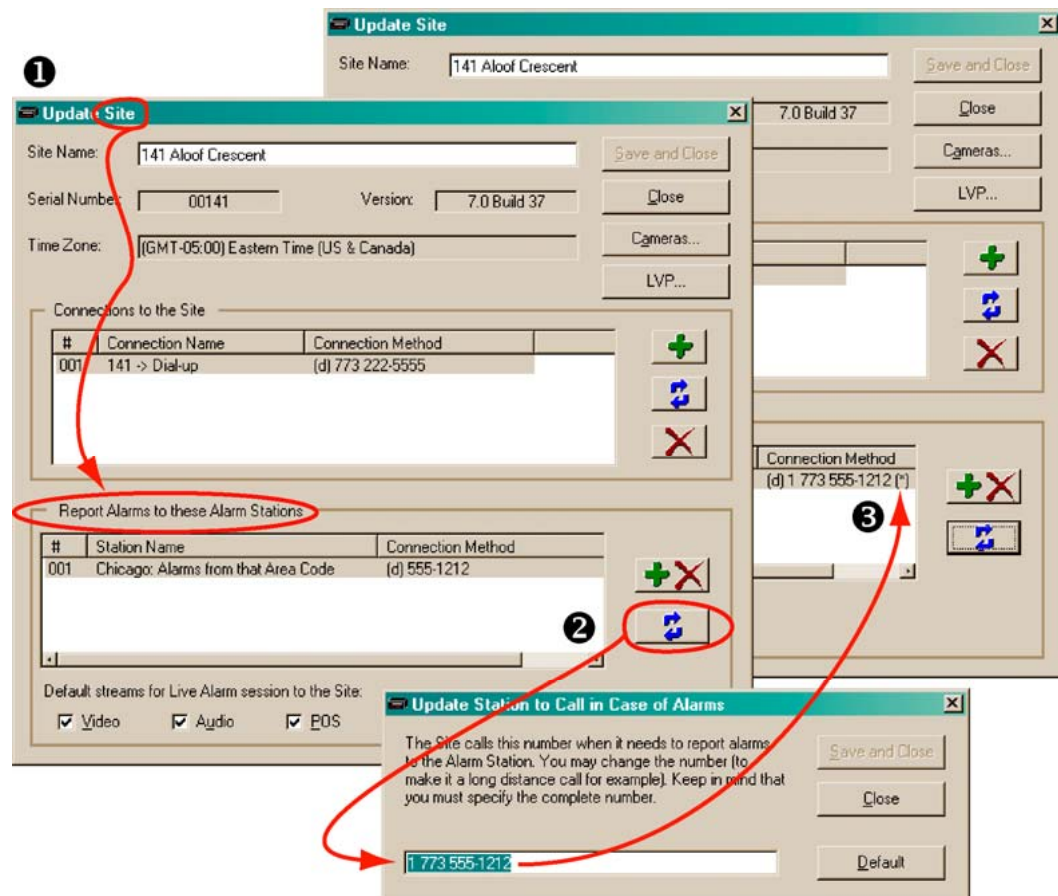 Update Site
Site Name: 141 Aloof Crescent
Save and Close
7.0 Build 37
Close
Cameras...
LVP...
Connection Method
(d) 1 773 555-1212 (*)
❸
❶
Update Site
Site Name: 141 Aloof Crescent
Save and Close
Serial Number: 00141 Version: 7.0 Build 37
Close
Time Zone: (GMT-05:00) Eastern Time (US & Canada)
Cameras...
LVP...
Connections to the Site
# Connection Name Connection Method
001 141 -> Dial-up (d) 773 222-5555
Report Alarms to these Alarm Stations
# Station Name Connection Method
001 Chicago: Alarms from that Area Code (d) 555-1212
❷
Default streams for Live Alarm session to the Site:
Video Audio POS
Update Station to Call in Case of Alarms
The Site calls this number when it needs to report alarms
to the Alarm Station. You may change the number (to
make it a long distance call for example). Keep in mind that
you must specify the complete number.
Save and Close
Close
1 773 555-1212
Default